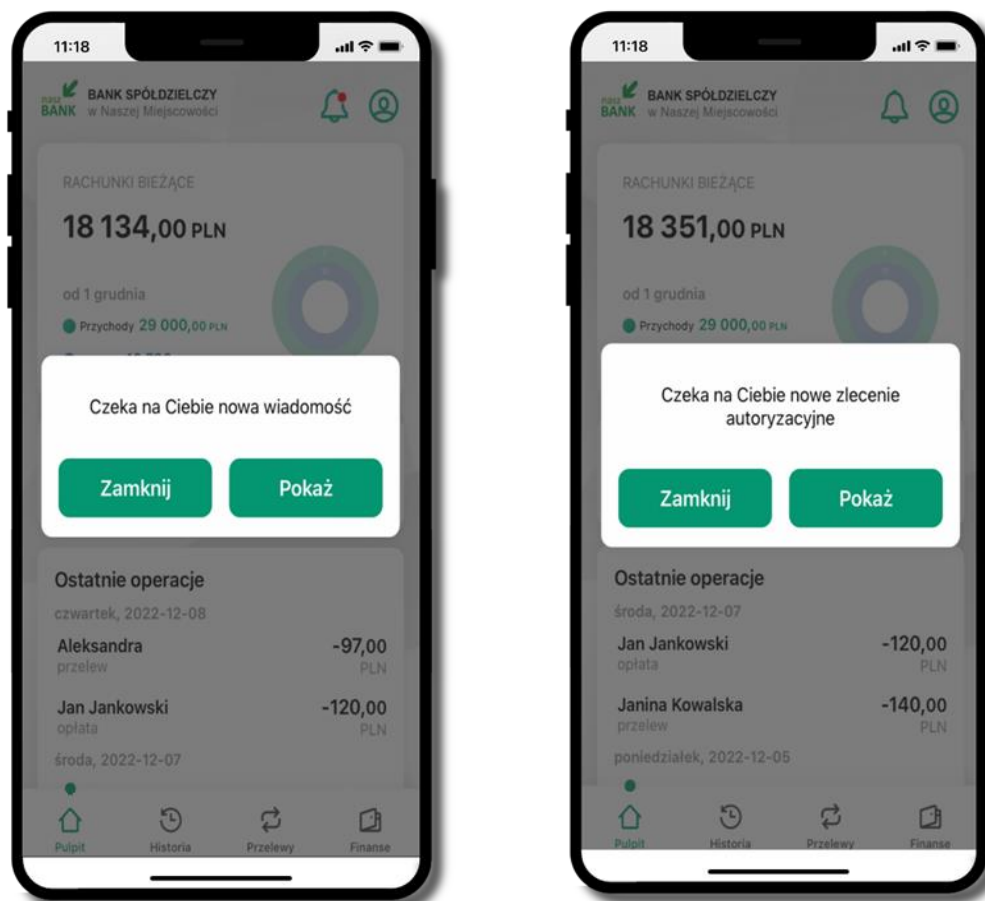 11:18
nasz
BANK
BANK SPÓŁDZIELCZY
w Naszej Miejscowości
RACHUNKI BIEŻĄCE
18 134,00 PLN
od 1 grudnia
Przychody 29 000,00 PLN
Czeka na Ciebie nowa wiadomość
Zamknij
Pokaż
Ostatnie operacje
czwartek, 2022-12-08
Aleksandra
-97,00
przelew
PLN
Jan Jankowski
-120,00
opłata
PLN
środa, 2022-12-07
Pulpit
Historia
Przelewy
Finanse
11:18
nasz
BANK
BANK SPÓŁDZIELCZY
w Naszej Miejscowości
RACHUNKI BIEŻĄCE
18 351,00 PLN
od 1 grudnia
Przychody 29 000,00 PLN
Czeka na Ciebie nowe zlecenie
autoryzacyjne
Zamknij
Pokaż
Ostatnie operacje
środa, 2022-12-07
Jan Jankowski
-120,00
opłata
PLN
Janina Kowalska
-140,00
przelew
PLN
poniedziałek, 2022-12-05
Pulpit
Historia
Przelewy
Finanse